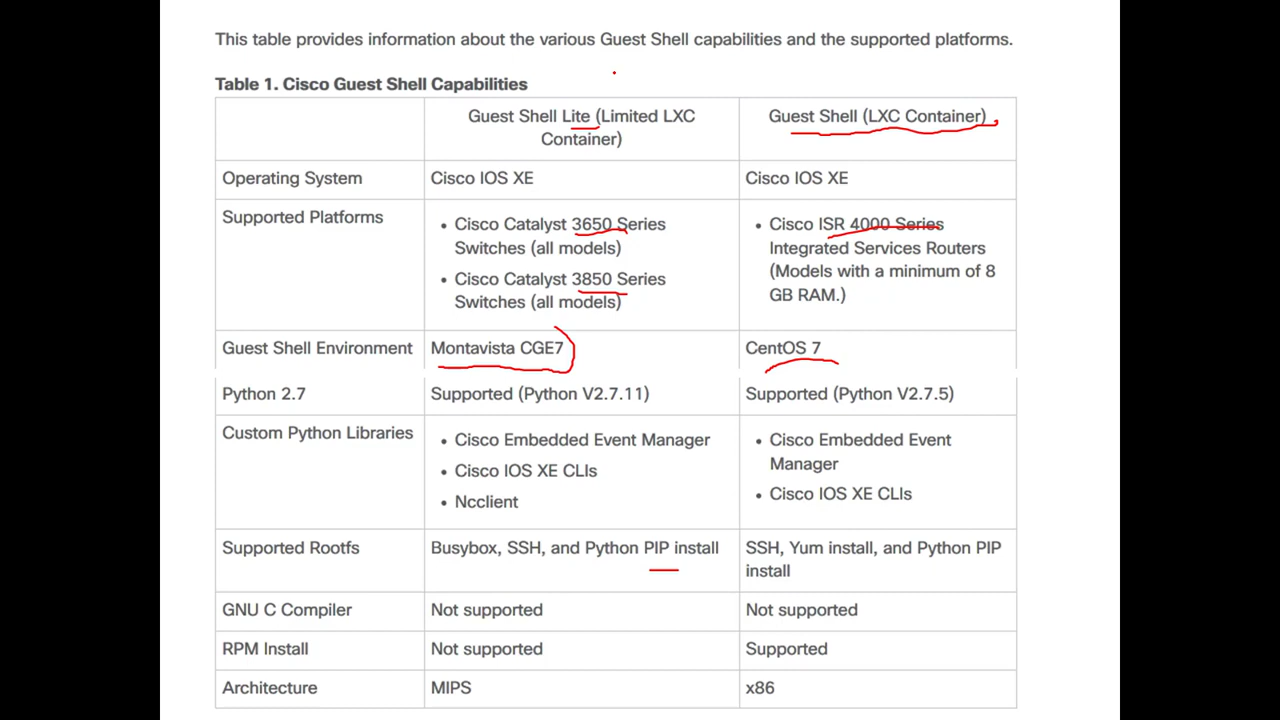 This table provides information about the various Guest Shell capabilities and the supported platforms.
Table 1. Cisco Guest Shell Capabilities
Guest Shell Lite (Limited LXC Container)
Guest Shell (LXC Container)
Operating System
Cisco IOS XE
Cisco IOS XE
Supported Platforms
• Cisco Catalyst 3650 Series
Switches (all models)
• Cisco Catalyst 3850 Series
Switches (all models)
• Cisco ISR 4000 Series
Integrated Services Routers
(Models with a minimum of 8
GB RAM.)
Guest Shell Environment
Montavista CGE7
CentOS 7
Python 2.7
Supported (Python V2.7.11)
Supported (Python V2.7.5)
Custom Python Libraries
• Cisco Embedded Event Manager
• Cisco IOS XE CLIs
• Ncclient
• Cisco Embedded Event
Manager
• Cisco IOS XE CLIs
Supported Rootfs
Busybox, SSH, and Python PIP install
SSH, Yum install, and Python PIP
install
GNU C Compiler
Not supported
Not supported
RPM Install
Not supported
Supported
Architecture
MIPS
x86